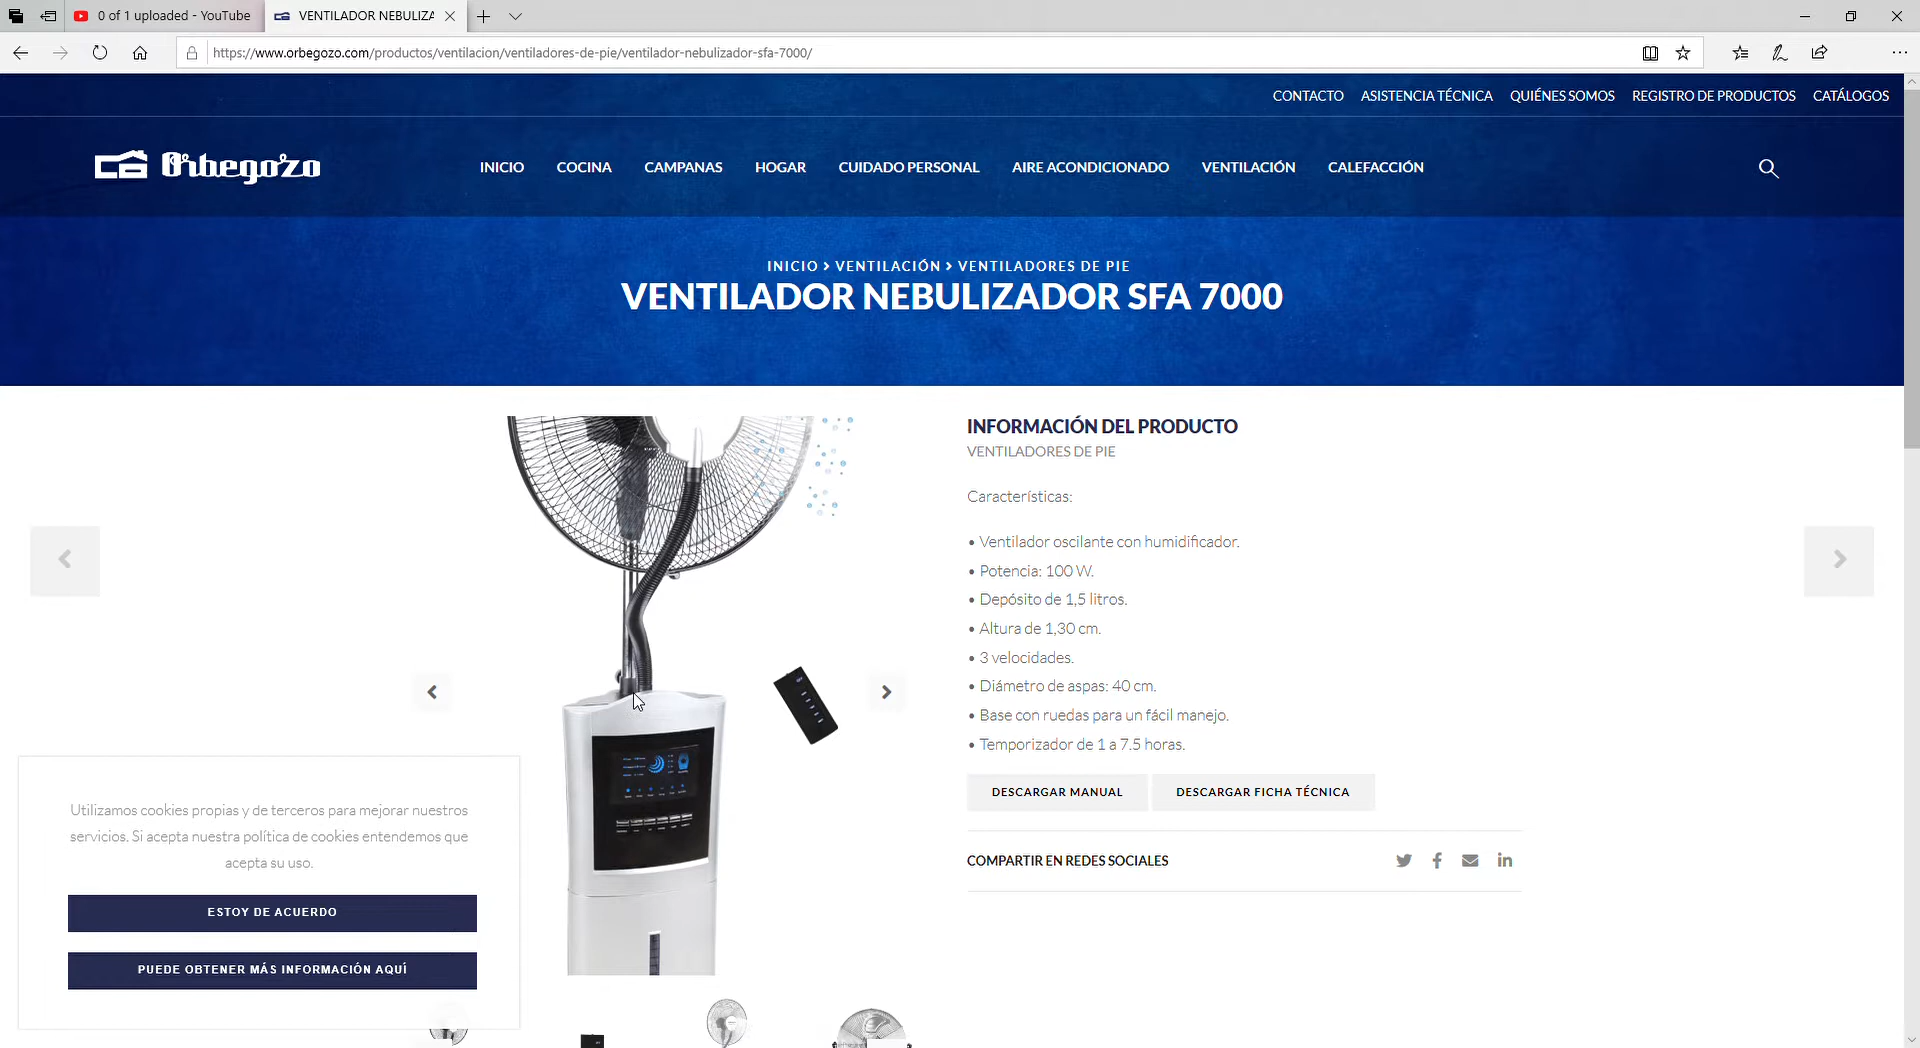 0 of 1 uploaded - YouTube
VENTILADOR NEBULIZA
https://www.orbegozo.com/productos/ventilacion/ventiladores-de-pie/ventilador-nebulizador-sfa-7000/
CONTACTO ASISTENCIA TÉCNICA QUIÉNES SOMOS REGISTRO DE PRODUCTOS CATÁLOGOS
Orbegozo
INICIO COCINA CAMPANAS HOGAR CUIDADO PERSONAL AIRE ACONDICIONADO VENTILACIÓN CALEFACCIÓN
INICIO > VENTILACIÓN > VENTILADORES DE PIE
VENTILADOR NEBULIZADOR SFA 7000
INFORMACIÓN DEL PRODUCTO
VENTILADORES DE PIE
Características:
• Ventilador oscilante con humidificador.
• Potencia: 100 W.
• Depósito de 1,5 litros.
• Altura de 1,30 cm.
• 3 velocidades.
• Diámetro de aspas: 40 cm.
• Base con ruedas para un fácil manejo.
• Temporizador de 1 a 7.5 horas.
DESCARGAR MANUAL DESCARGAR FICHA TÉCNICA
COMPARTIR EN REDES SOCIALES
Utilizamos cookies propias y de terceros para mejorar nuestros
servicios. Si acepta nuestra política de cookies entendemos que
acepta su uso.
ESTOY DE ACUERDO
PUEDE OBTENER MÁS INFORMACIÓN AQUÍ